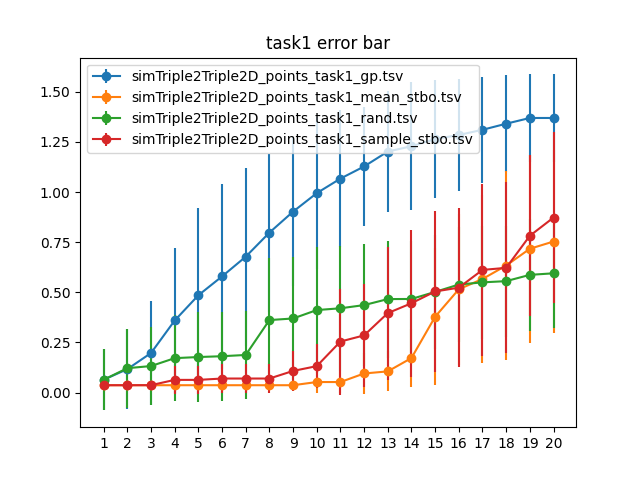 task1 error bar
simTriple2Triple2D_points_task1_gp.tsv
simTriple2Triple2D_points_task1_mean_stbo.tsv
simTriple2Triple2D_points_task1_rand.tsv
simTriple2Triple2D_points_task1_sample_stbo.tsv
1.50
1.25
1.00
0.75
0.50
0.25
0.00
1 2 3 4 5 6 7 8 9 10 11 12 13 14 15 16 17 18 19 20